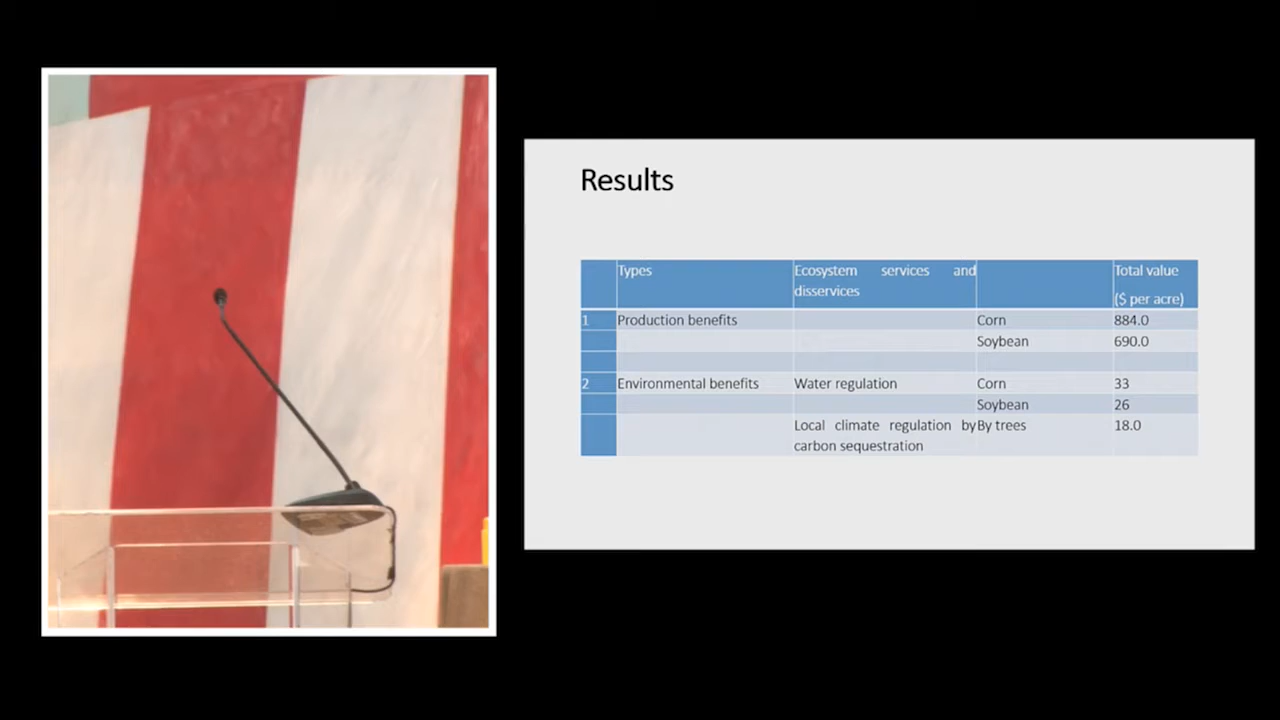 Results
Types Ecosystem services and disservices Total value ($ per acre)
1 Production benefits Corn 884.0
Soybean 690.0
2 Environmental benefits Water regulation Corn 33
Soybean 26
Local climate regulation by carbon sequestration By trees 18.0